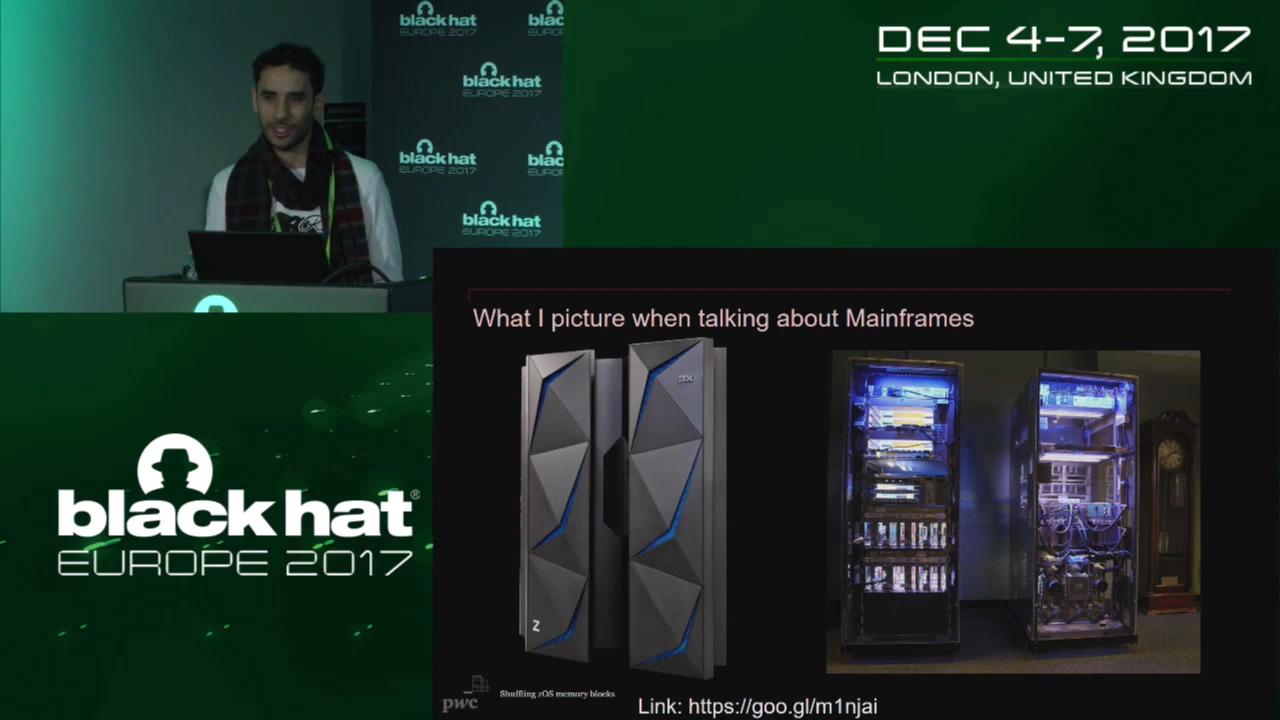 black hat
EUROPE 2017
black hat
EUROPE 2017
black hat
EUROPE 2017
black hat
EUROPE 2017
DEC 4-7, 2017
LONDON, UNITED KINGDOM
What I picture when talking about Mainframes
IBM
Z
pwc
Shuffling zOS memory blocks
Link: https://goo.gl/m1njai
black hat®
EUROPE 2017